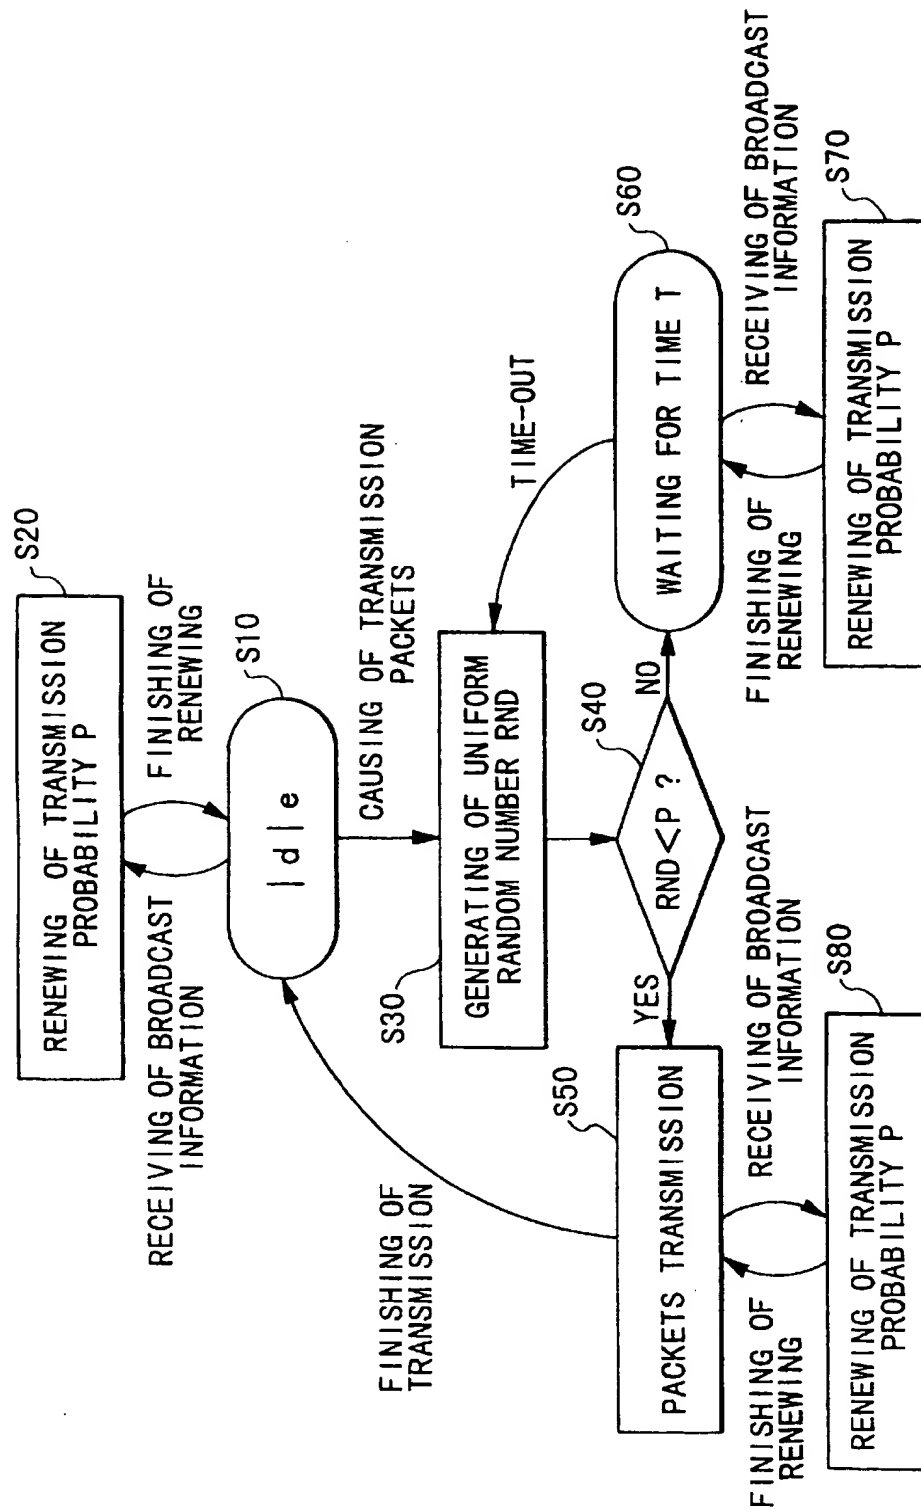 S20
RENEWING OF TRANSMISSION
PROBABILITY P
RECEIVING OF BROADCAST
INFORMATION
FINISHING OF
RENEWING
S10
Idle
FINISHING OF
TRANSMISSION
CAUSING OF TRANSMISSION
PACKETS
S30
GENERATING OF UNIFORM
RANDOM NUMBER RND
TIME-OUT
S40
RND<P ?
YES
NO
S50
PACKETS TRANSMISSION
S60
WAITING FOR TIME T
FINISHING OF
RENEWING
RECEIVING OF BROADCAST
INFORMATION
S80
RENEWING OF TRANSMISSION
PROBABILITY P
FINISHING OF
RENEWING
RECEIVING OF BROADCAST
INFORMATION
S70
RENEWING OF TRANSMISSION
PROBABILITY P